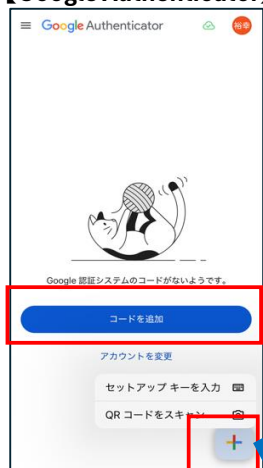 【Google Authenticator
Google Authenticator
裕幸
Google 認証システムのコードがないようです。
コードを追加
アカウントを変更
セットアップ キーを入力
QR コードをスキャン